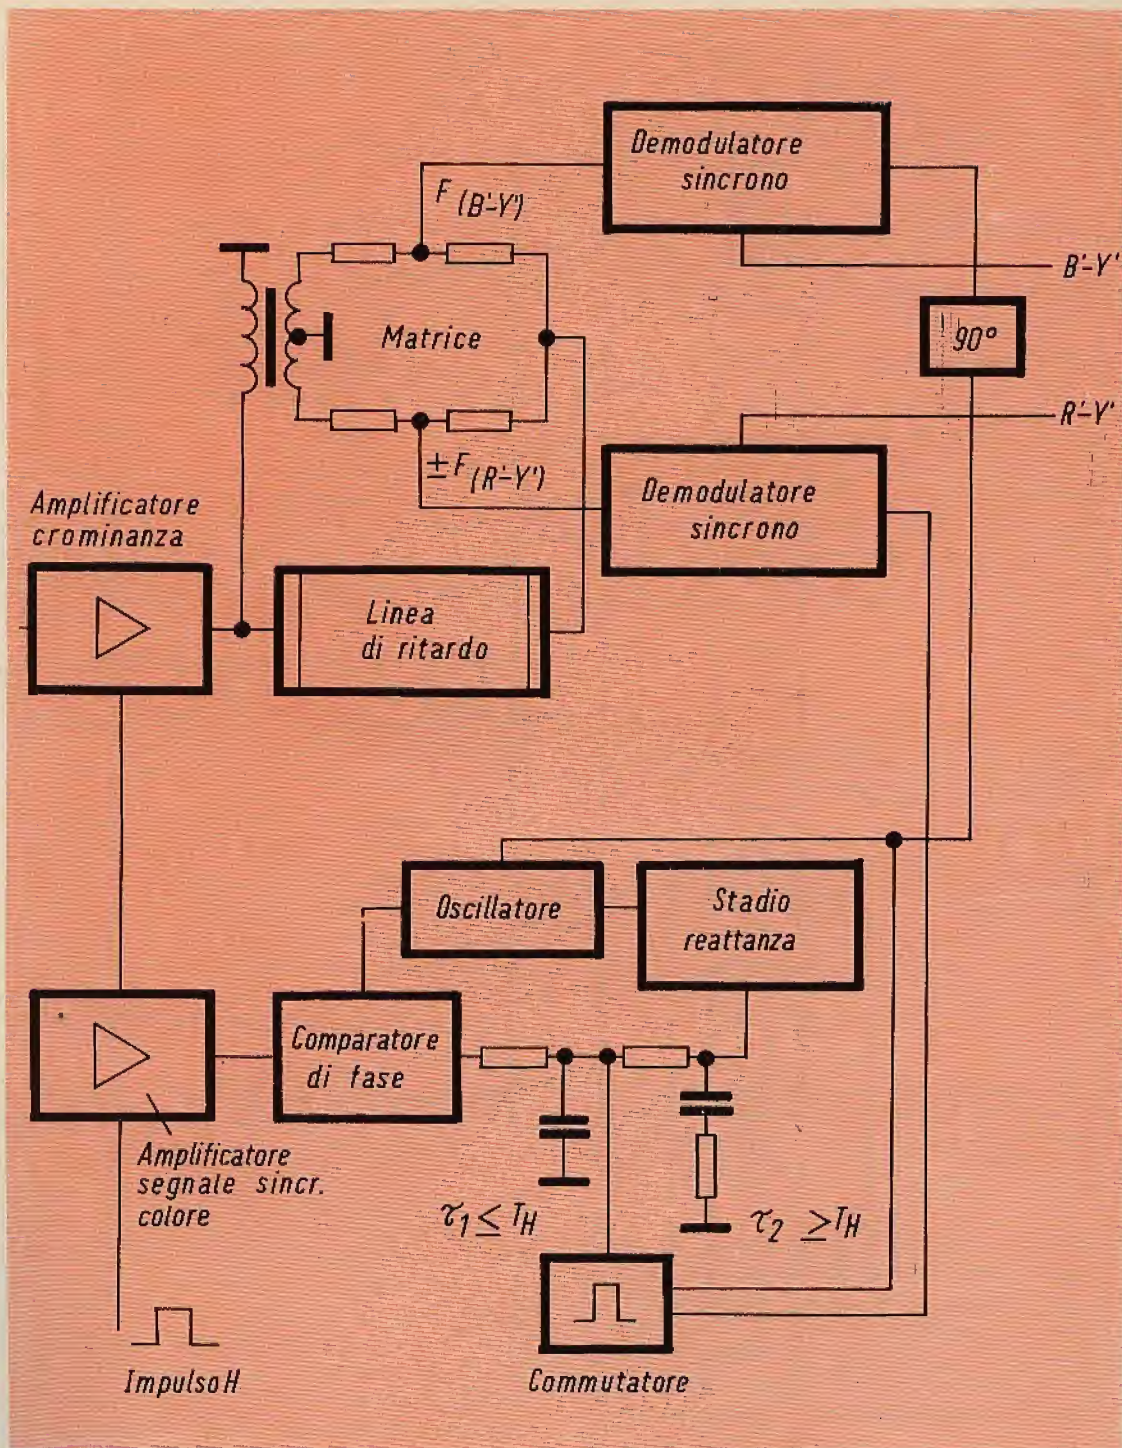 Demodulatore
sincrono
F(B'-Y')
B'-Y'
Matrice
90°
R'-Y'
±F(R'-Y')
Demodulatore
sincrono
Amplificatore
crominanza
Linea
di ritardo
Oscillatore
Stadio
reattanza
Comparatore
di fase
Amplificatore
segnale sincr.
colore
τ1 ≤ TH
τ2 ≥ TH
Impulso H
Commutatore